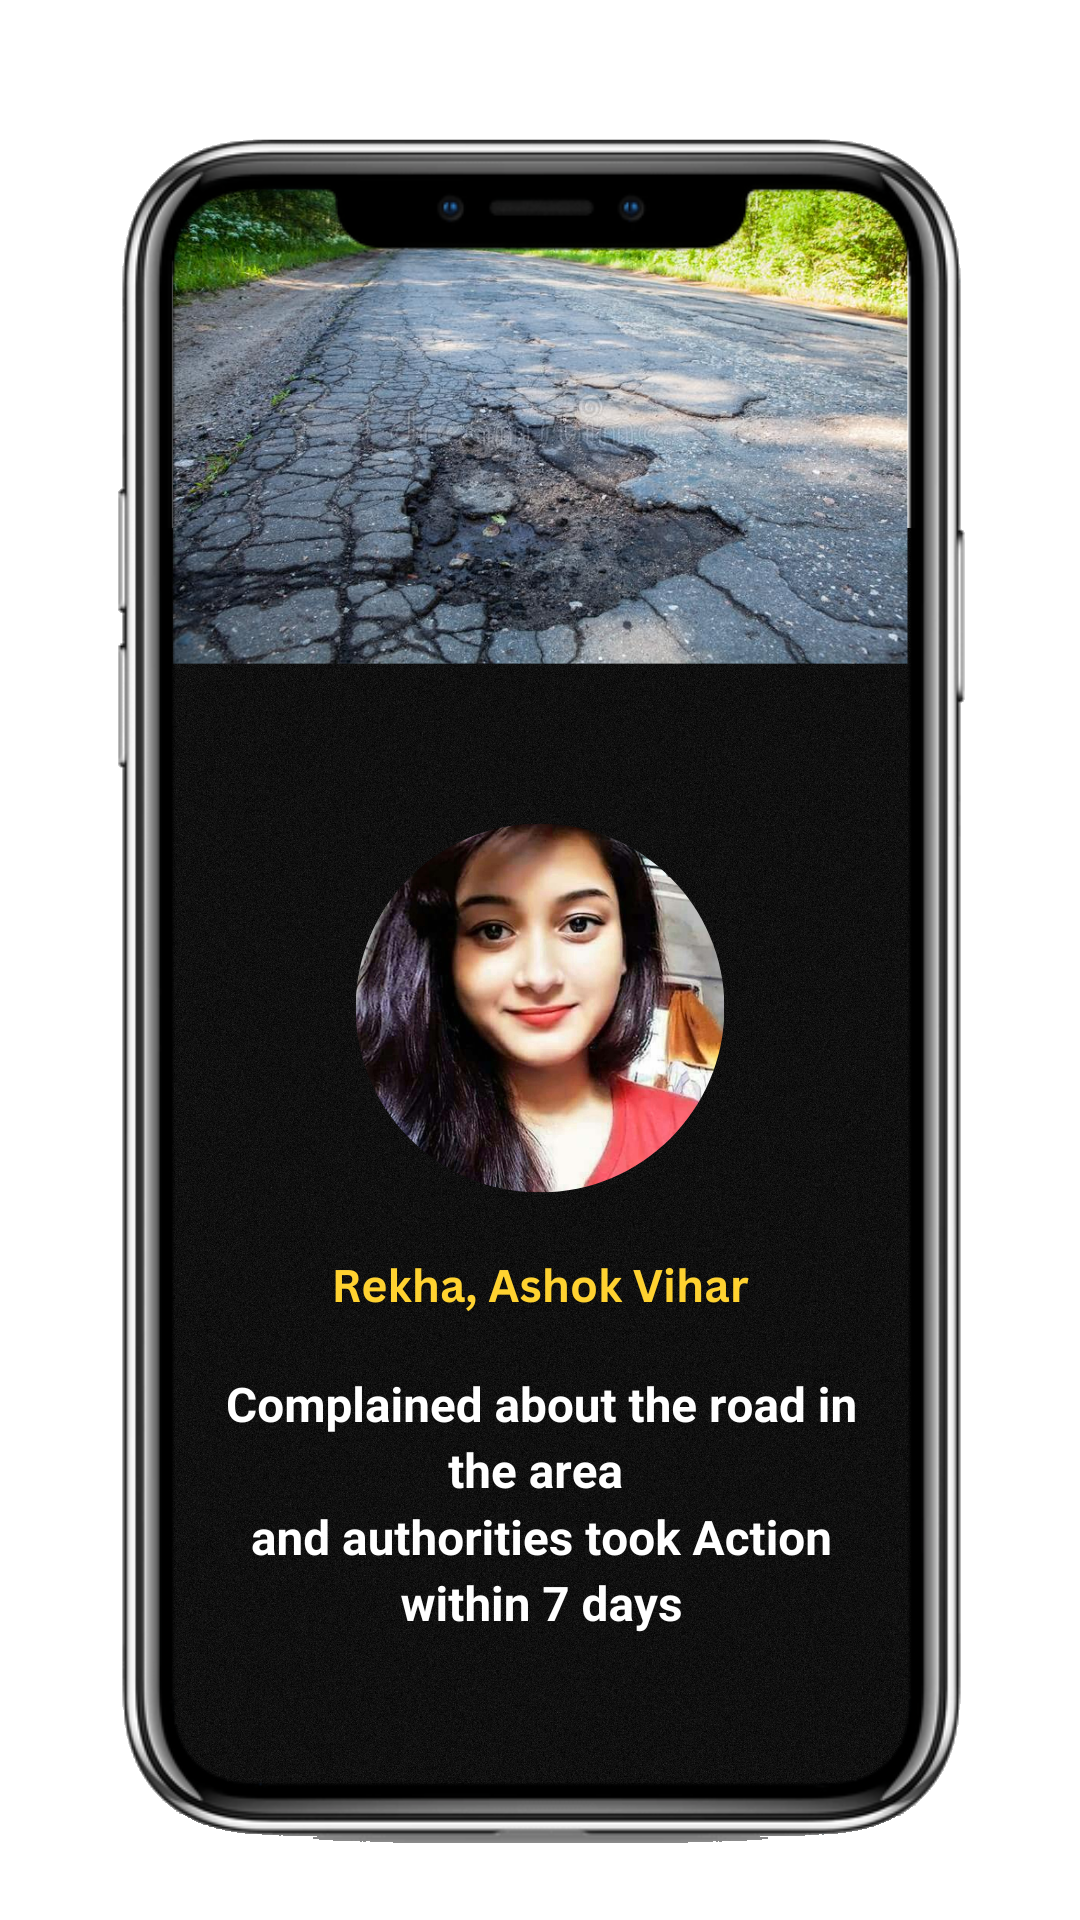 Rekha, Ashok Vihar
Complained about the road in
the area
and authorities took Action
within 7 days